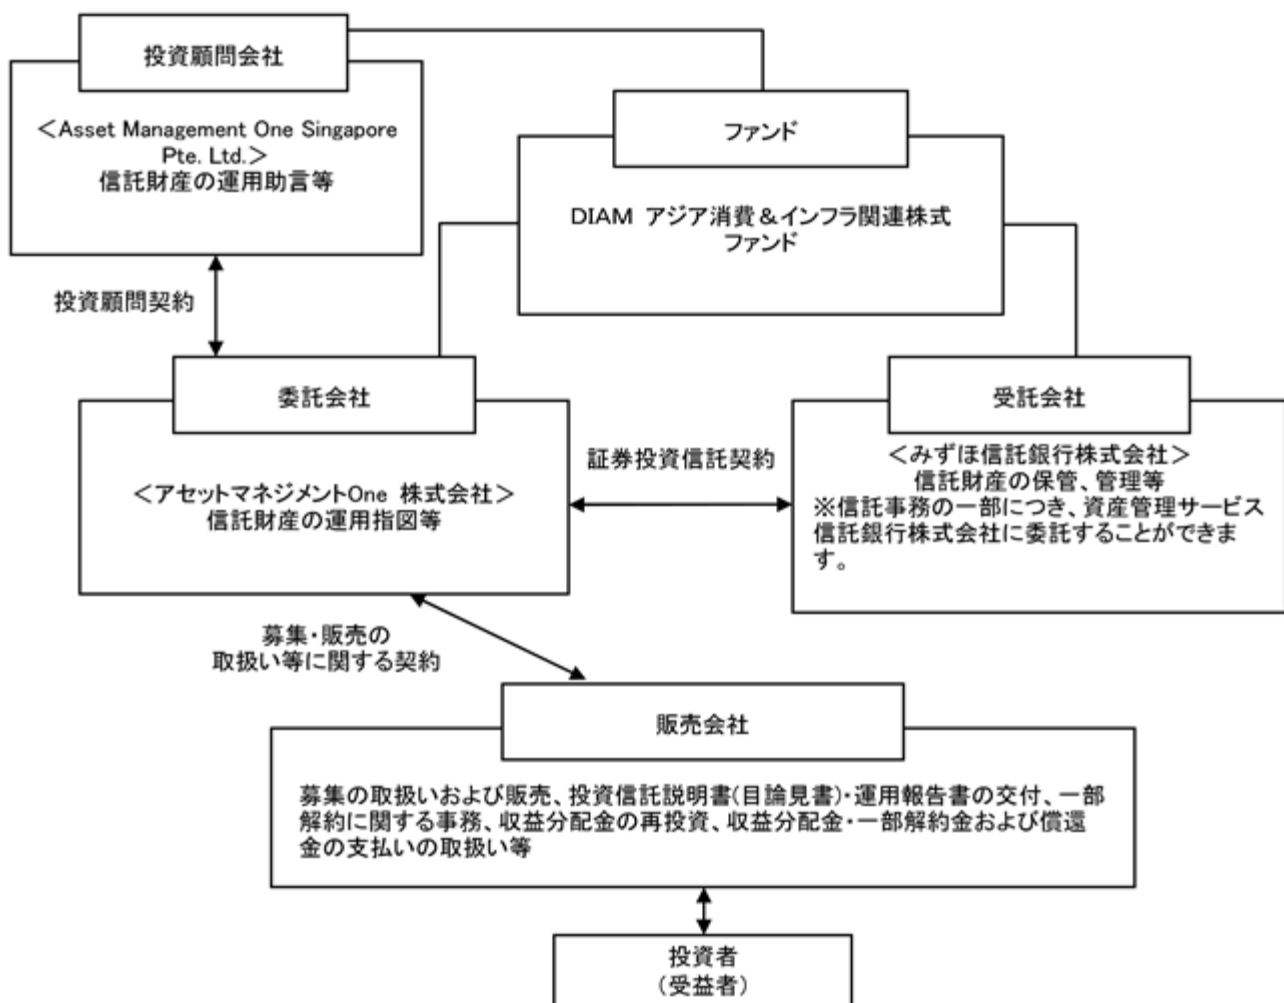 投資顧問会社
＜Asset Management One Singapore
Pte. Ltd.＞
信託財産の運用助言等
ファンド
DIAM アジア消費＆インフラ関連株式
ファンド
投資顧問契約
委託会社
＜アセットマネジメントOne 株式会社＞
信託財産の運用指図等
証券投資信託契約
受託会社
＜みずほ信託銀行株式会社＞
信託財産の保管、管理等
※信託事務の一部につき、資産管理サービス
信託銀行株式会社に委託することができま
す。
募集・販売の
取扱い等に関する契約
販売会社
募集の取扱いおよび販売、投資信託説明書(目論見書)・運用報告書の交付、一部
解約に関する事務、収益分配金の再投資、収益分配金・一部解約金および償還
金の支払いの取扱い等
投資者
（受益者）